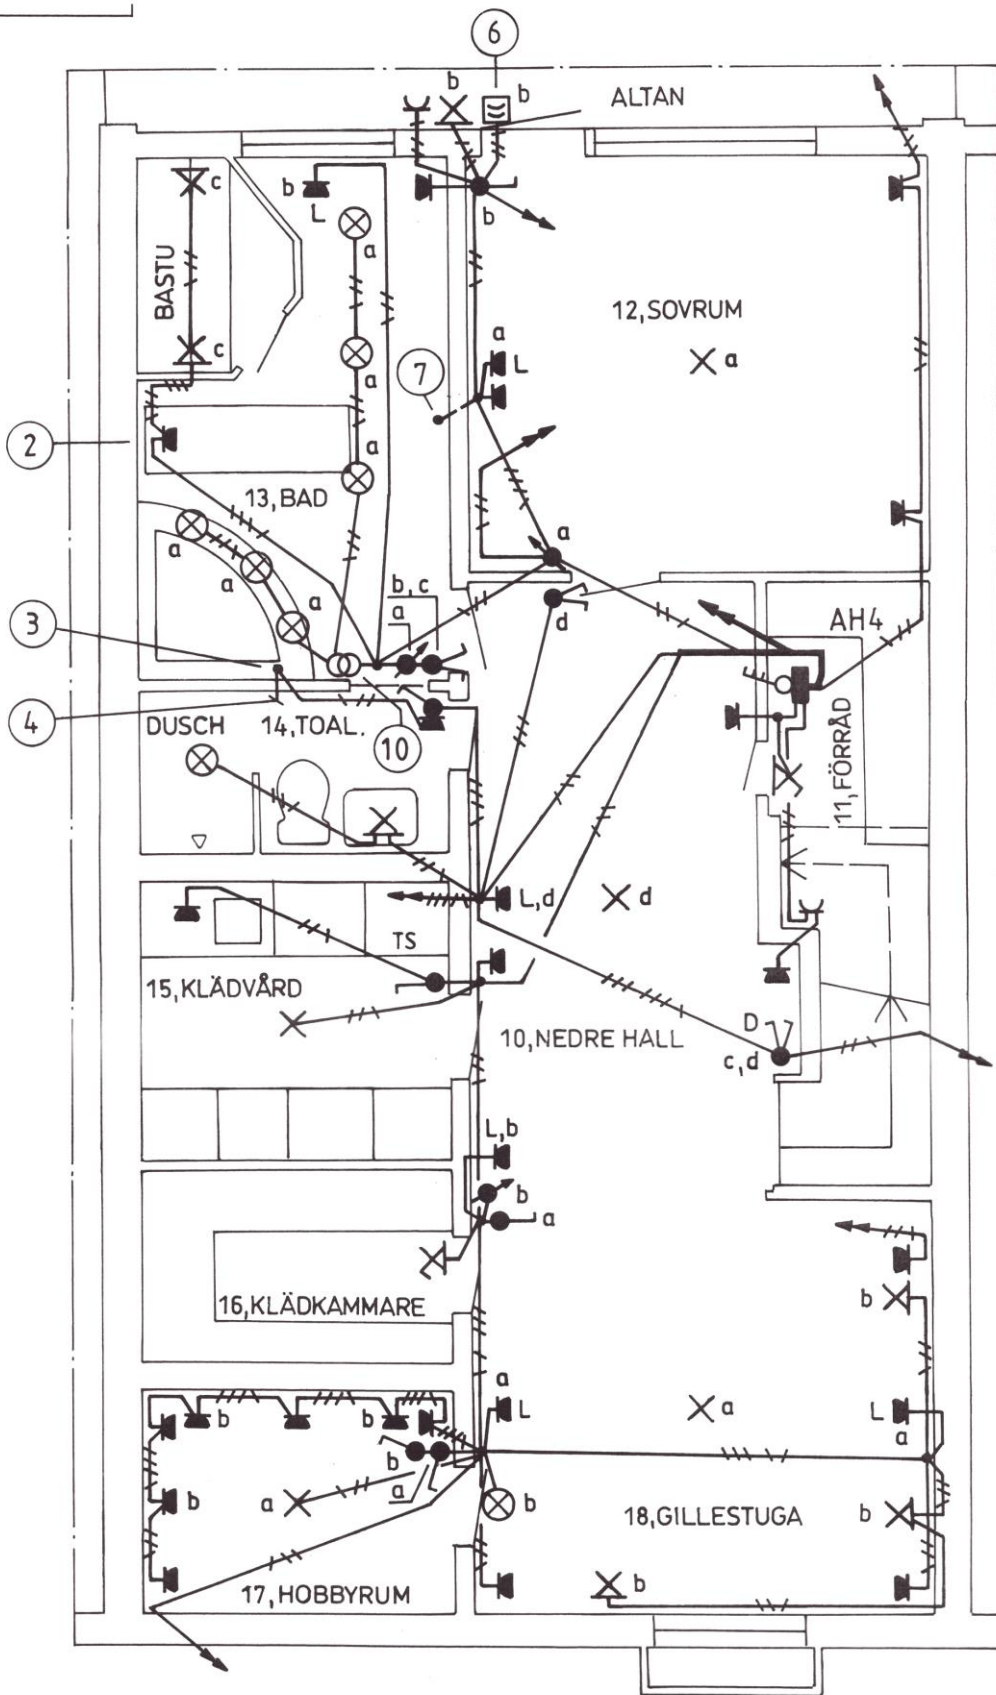 6
b
b
ALTAN
c
b
L
a
b
BASTU
12,SOVRUM
a
L
a
c
a
7
2
13,BAD
a
a
a
a
a
b,c
a
d
3
AH4
4
DUSCH
14,TOAL.
10
11,FÖRRÅD
L,d
d
TS
15,KLÄDVÅRD
10,NEDRE HALL
D
c,d
L,b
b
a
b
16,KLÄDKAMMARE
a
L
a
L
a
b
b
b
b
a
a
b
18,GILLESTUGA
b
b
17,HOBBYRUM